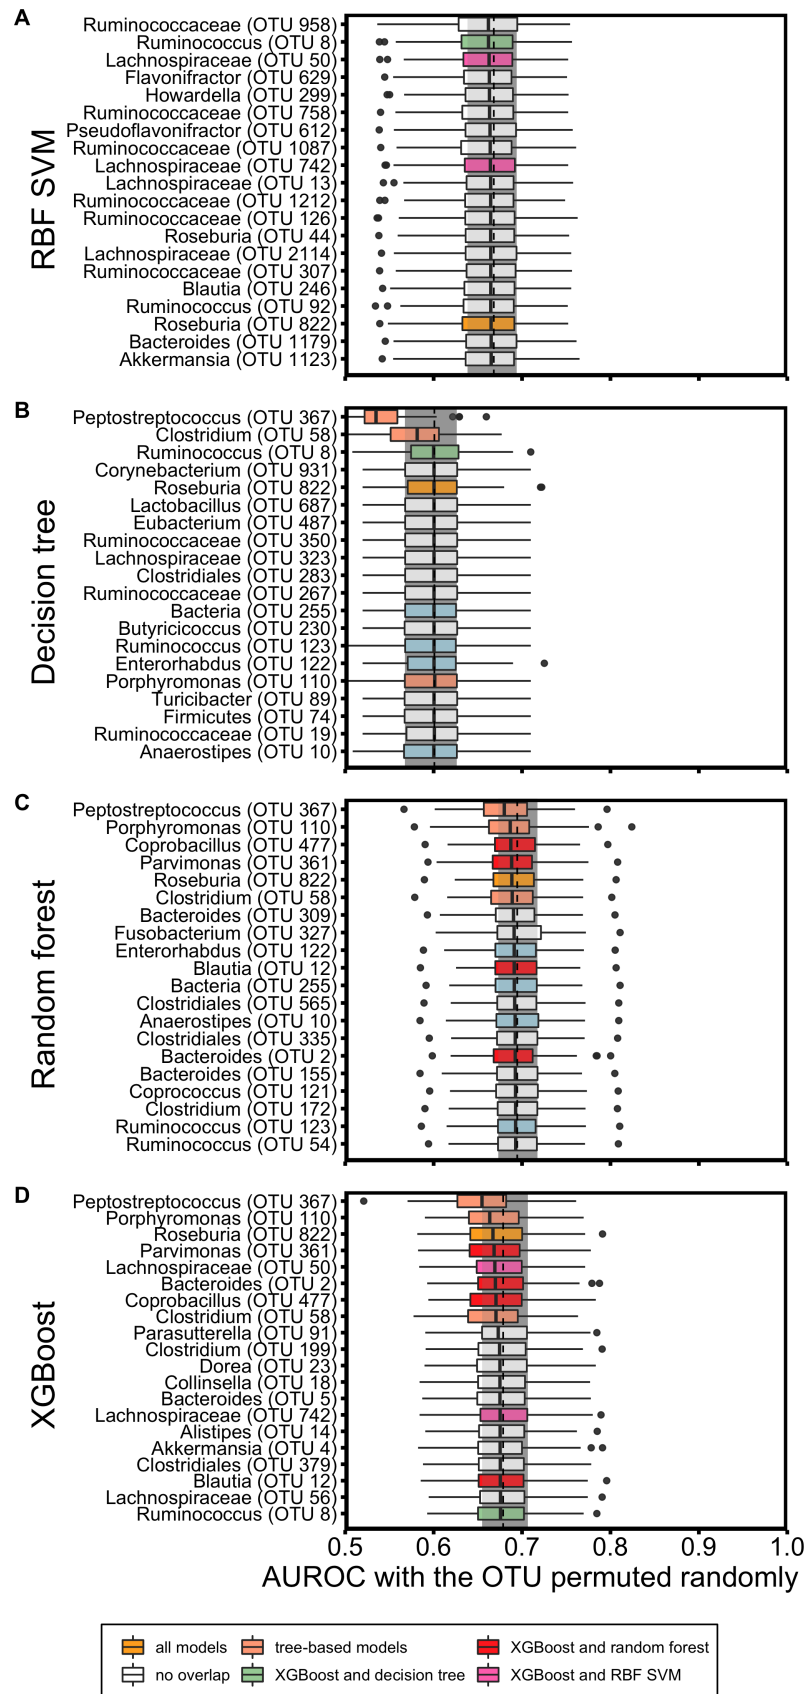 A
RBF SVM
Ruminococcaceae (OTU 958)
Ruminococcus (OTU 8)
Lachnospiraceae (OTU 50)
Flavonifractor (OTU 629)
Howardella (OTU 299)
Ruminococcaceae (OTU 758)
Pseudoflavonifractor (OTU 612)
Ruminococcaceae (OTU 1087)
Lachnospiraceae (OTU 742)
Lachnospiraceae (OTU 13)
Ruminococcaceae (OTU 1212)
Ruminococcaceae (OTU 126)
Roseburia (OTU 44)
Lachnospiraceae (OTU 2114)
Ruminococcaceae (OTU 307)
Blautia (OTU 246)
Ruminococcus (OTU 92)
Roseburia (OTU 822)
Bacteroides (OTU 1179)
Akkermansia (OTU 1123)
B
Decision tree
Peptostreptococcus (OTU 367)
Clostridium (OTU 58)
Ruminococcus (OTU 8)
Corynebacterium (OTU 931)
Roseburia (OTU 822)
Lactobacillus (OTU 687)
Eubacterium (OTU 487)
Ruminococcaceae (OTU 350)
Lachnospiraceae (OTU 323)
Clostridiales (OTU 283)
Ruminococcaceae (OTU 267)
Bacteria (OTU 255)
Butyricicoccus (OTU 230)
Ruminococcus (OTU 123)
Enterorhabdus (OTU 122)
Porphyromonas (OTU 110)
Turicibacter (OTU 89)
Firmicutes (OTU 74)
Ruminococcaceae (OTU 19)
Anaerostipes (OTU 10)
C
Random forest
Peptostreptococcus (OTU 367)
Porphyromonas (OTU 110)
Coprobacillus (OTU 477)
Parvimonas (OTU 361)
Roseburia (OTU 822)
Clostridium (OTU 58)
Bacteroides (OTU 309)
Fusobacterium (OTU 327)
Enterorhabdus (OTU 122)
Blautia (OTU 12)
Bacteria (OTU 255)
Clostridiales (OTU 565)
Anaerostipes (OTU 10)
Clostridiales (OTU 335)
Bacteroides (OTU 2)
Bacteroides (OTU 155)
Coprococcus (OTU 121)
Clostridium (OTU 172)
Ruminococcus (OTU 123)
Ruminococcus (OTU 54)
D
XGBoost
Peptostreptococcus (OTU 367)
Porphyromonas (OTU 110)
Roseburia (OTU 822)
Parvimonas (OTU 361)
Lachnospiraceae (OTU 50)
Bacteroides (OTU 2)
Coprobacillus (OTU 477)
Clostridium (OTU 58)
Parasutterella (OTU 91)
Clostridium (OTU 199)
Dorea (OTU 23)
Collinsella (OTU 18)
Bacteroides (OTU 5)
Lachnospiraceae (OTU 742)
Alistipes (OTU 14)
Akkermansia (OTU 4)
Clostridiales (OTU 379)
Blautia (OTU 12)
Lachnospiraceae (OTU 56)
Ruminococcus (OTU 8)
0.5 0.6 0.7 0.8 0.9 1.0
AUROC with the OTU permuted randomly
all models tree-based models XGBoost and random forest
no overlap XGBoost and decision tree XGBoost and RBF SVM